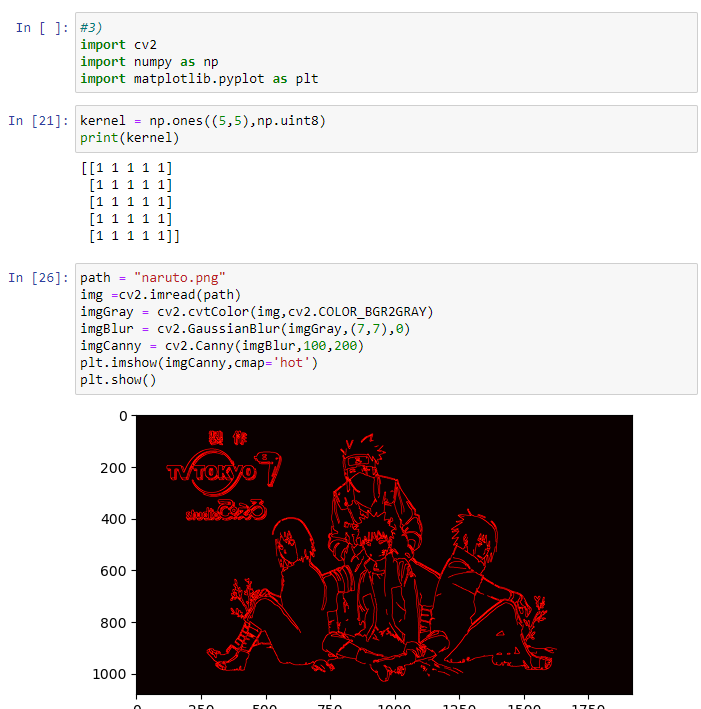 In [ ]: #3)
import cv2
import numpy as np
import matplotlib.pyplot as plt
In [21]: kernel = np.ones((5,5),np.uint8)
print(kernel)
[[1 1 1 1 1]
[1 1 1 1 1]
[1 1 1 1 1]
[1 1 1 1 1]
[1 1 1 1 1]]
In [26]: path = "naruto.png"
img =cv2.imread(path)
imgGray = cv2.cvtColor(img,cv2.COLOR_BGR2GRAY)
imgBlur = cv2.GaussianBlur(imgGray,(7,7),0)
imgCanny = cv2.Canny(imgBlur,100,200)
plt.imshow(imgCanny,cmap='hot')
plt.show()
0
200
TV TOKYO 7
400
600
800
1000
0 250 500 750 1000 1250 1500 1750